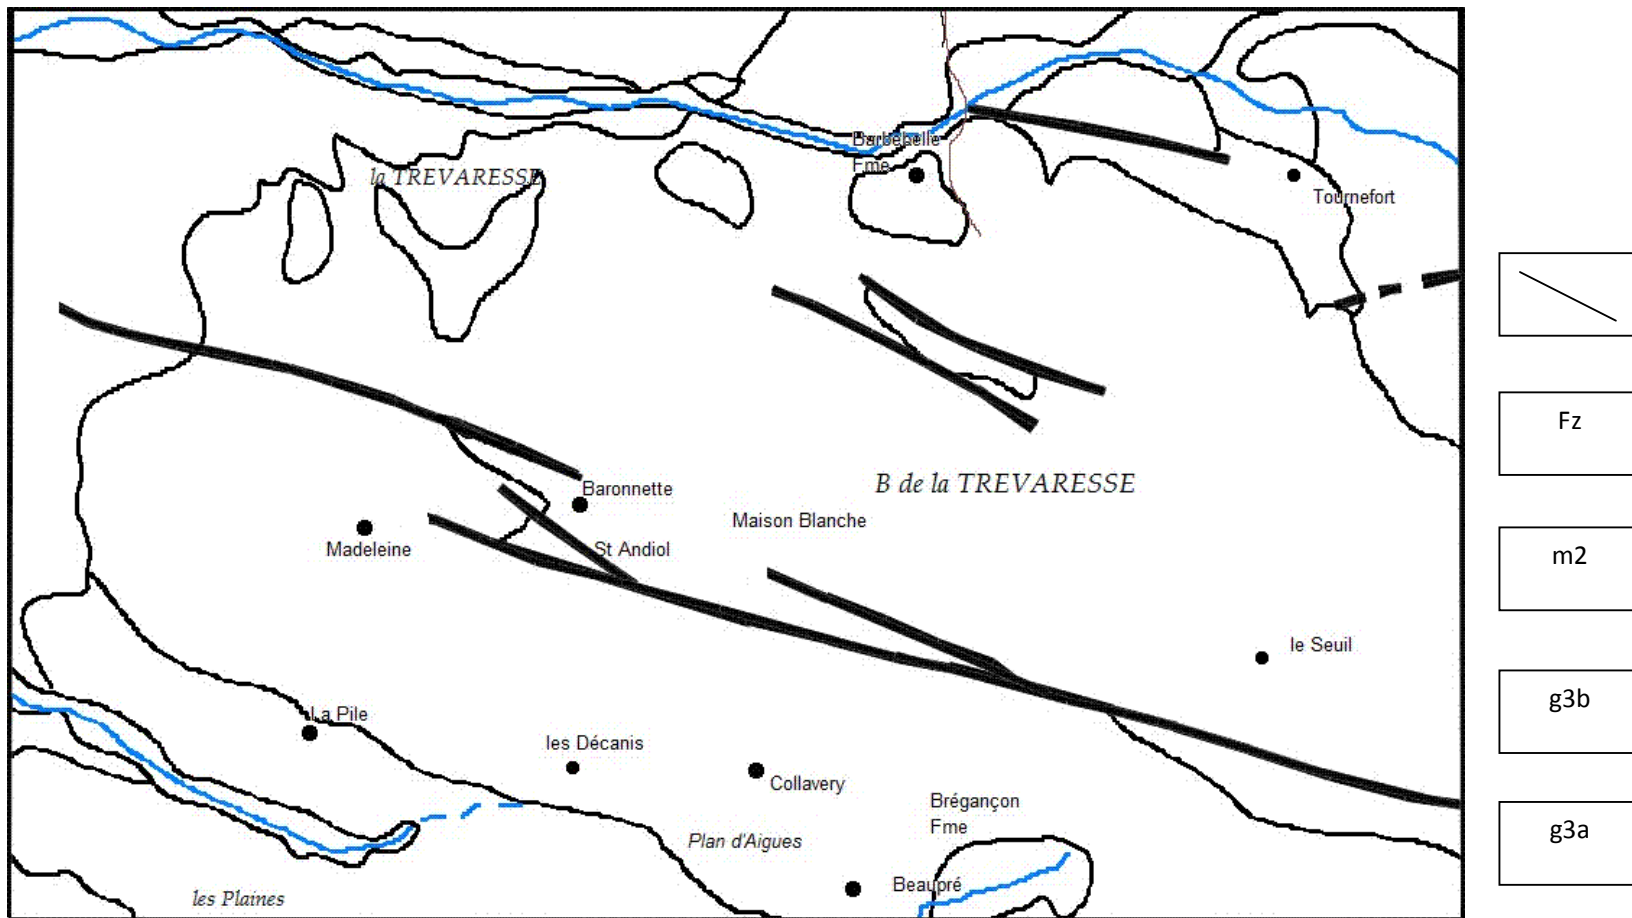 Barbebelle
Fme
la TREVARESSE
Tournefort
Fz
B de la TREVARESSE
Baronnette
Maison Blanche
Madeleine
St Andiol
m2
le Seuil
g3b
La Pile
les Décanis
Collavery
Brégançon
Fme
Plan d'Aigues
g3a
Beaupré
les Plaines